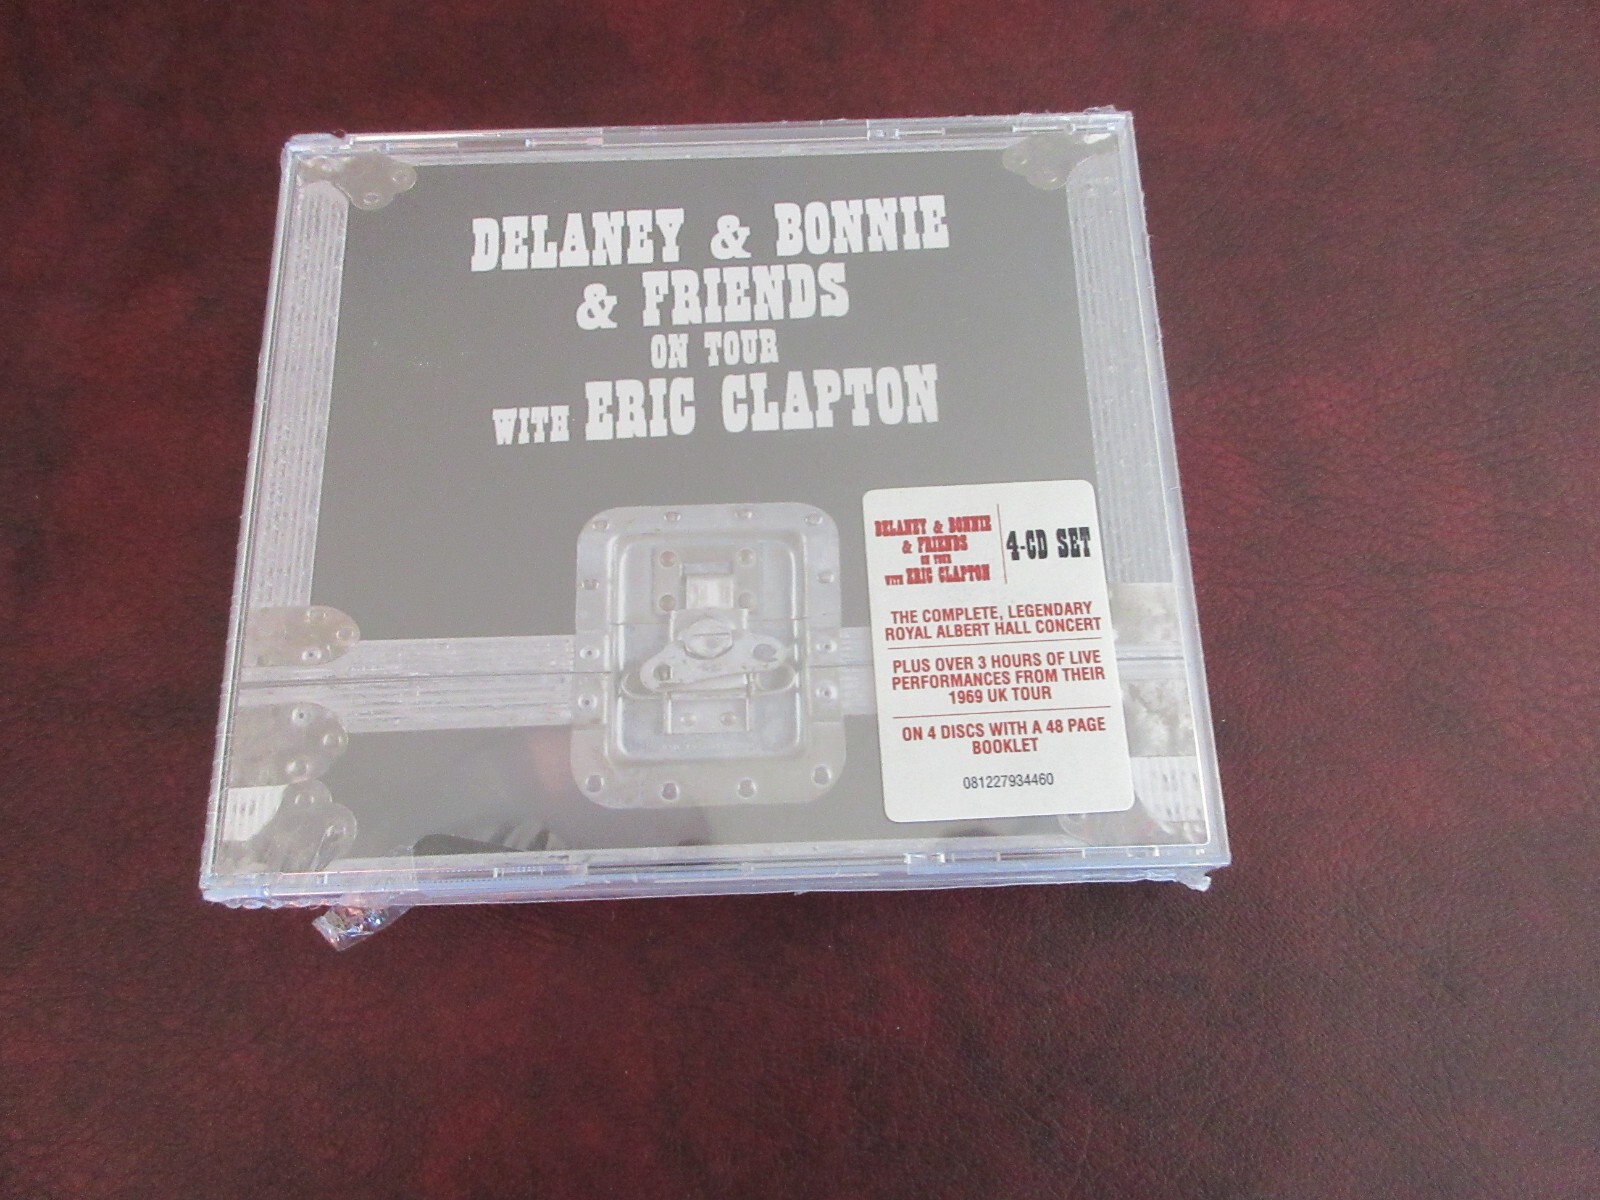 DELANEY & BONNIE
& FRIENDS
ON TOUR
WITH ERIC CLAPTON
DELANEY & BONNIE
& FRIENDS
ON TOUR
WITH ERIC CLAPTON
4-CD SET
THE COMPLETE, LEGENDARY
ROYAL ALBERT HALL CONCERT
PLUS OVER 3 HOURS OF LIVE
PERFORMANCES FROM THEIR
1969 UK TOUR
ON 4 DISCS WITH A 48 PAGE
BOOKLET
081227934460